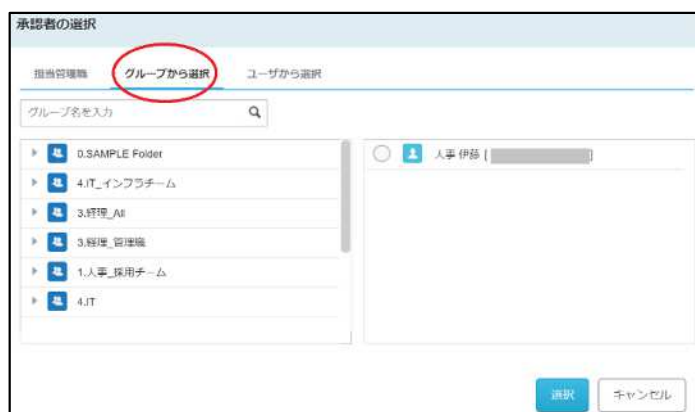 承認者の選択
担当管理職 グループから選択 ユーザから選択
グループ名を入力
0.SAMPLE Folder
4.IT_インフラチーム
3.経理_All
3.経理_管理職
1.人事_採用チーム
4.IT
人事 伊藤 [ ]
選択 キャンセル